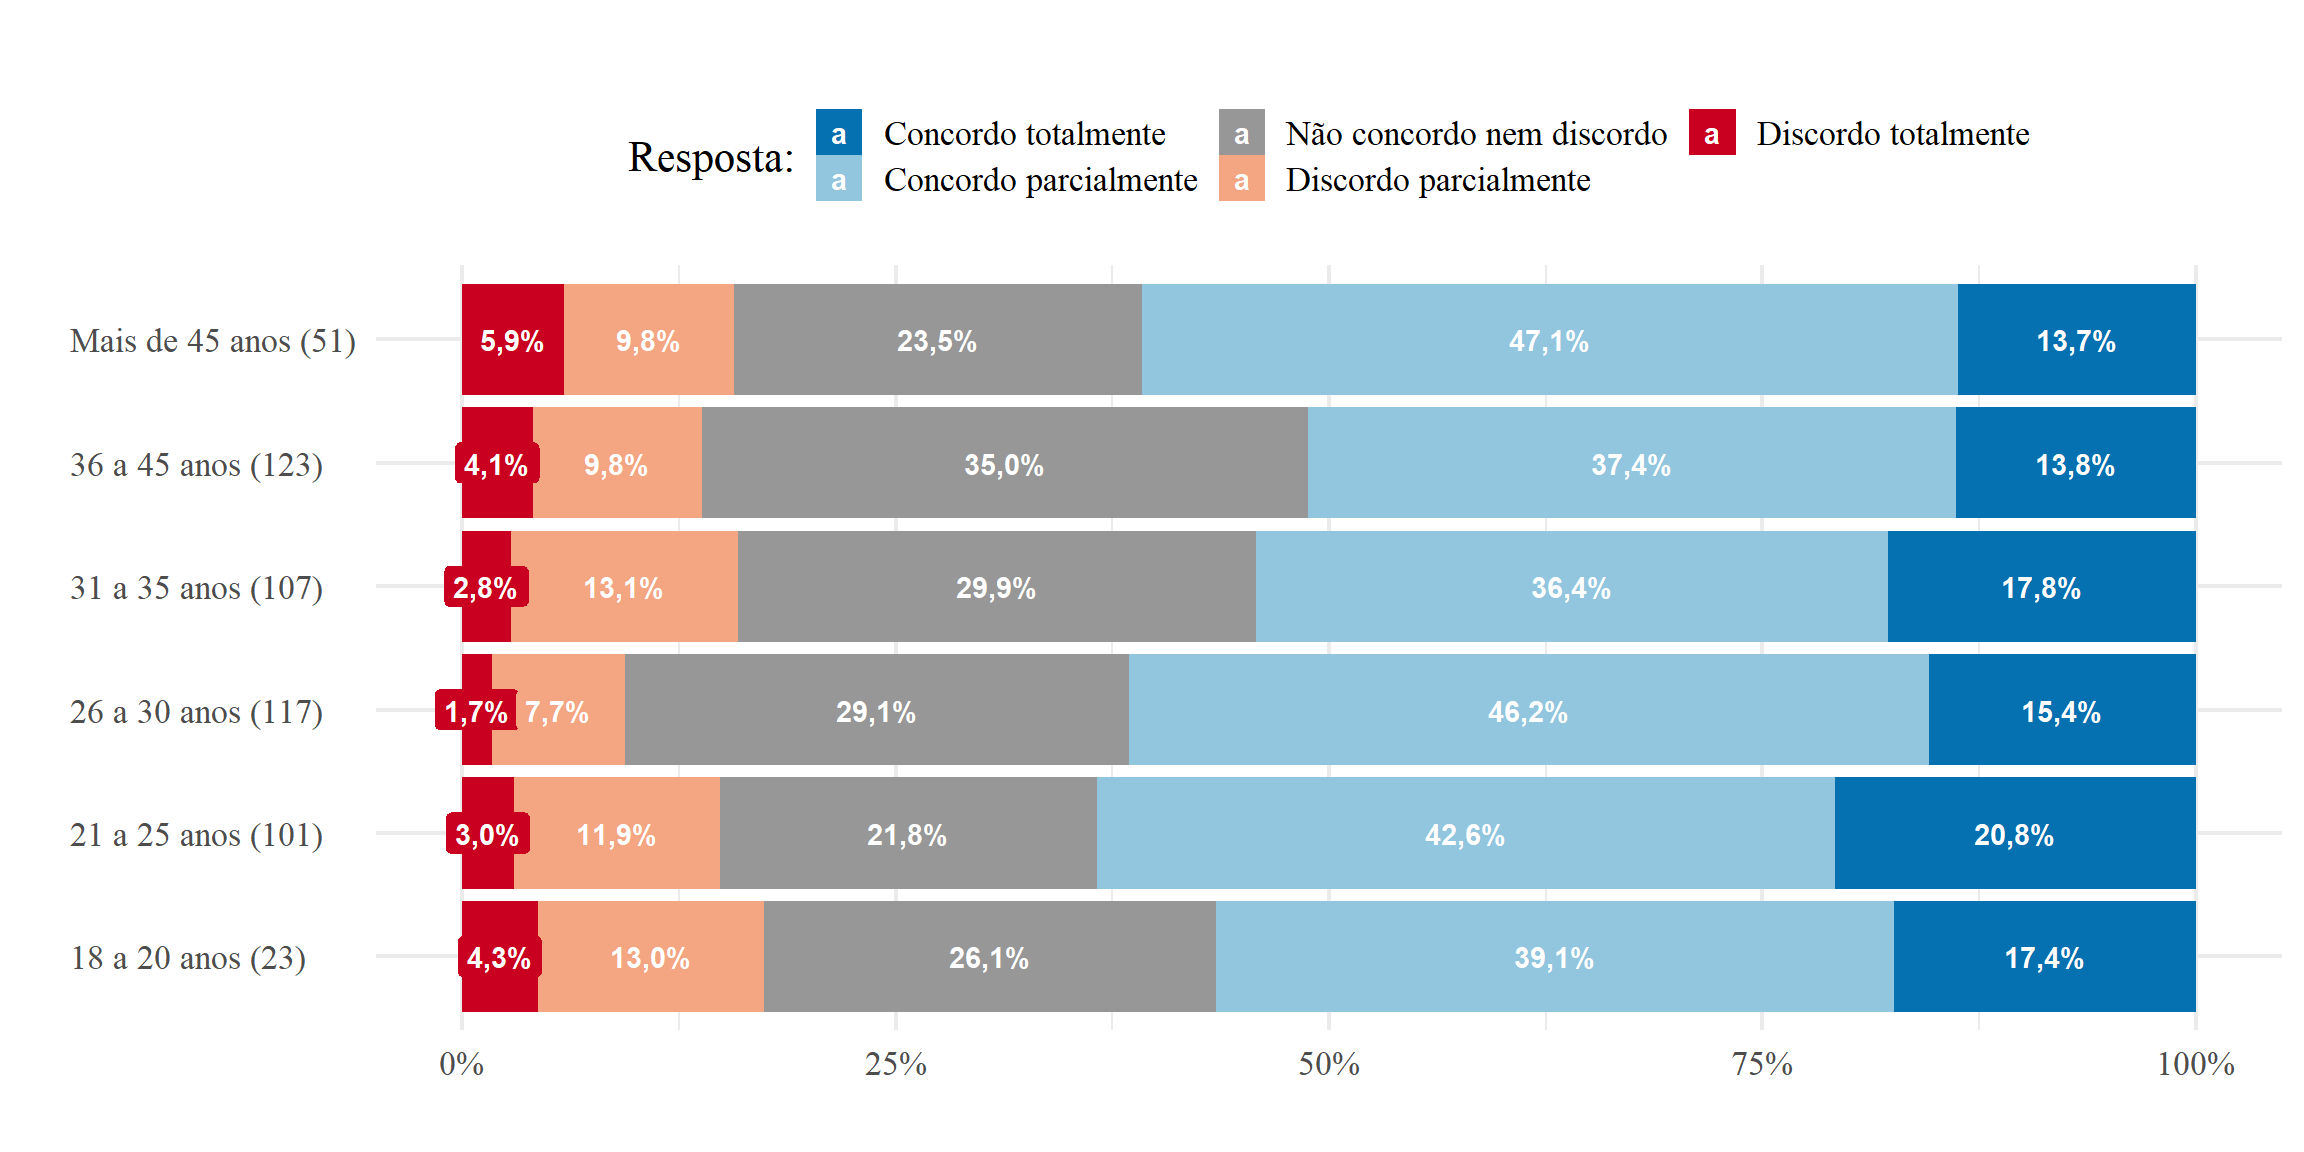 Resposta:
a Concordo totalmente a Não concordo nem discordo a Discordo totalmente
a Concordo parcialmente a Discordo parcialmente
Mais de 45 anos (51) 5,9% 9,8% 23,5% 47,1% 13,7%
36 a 45 anos (123) 4,1% 9,8% 35,0% 37,4% 13,8%
31 a 35 anos (107) 2,8% 13,1% 29,9% 36,4% 17,8%
26 a 30 anos (117) 1,7% 7,7% 29,1% 46,2% 15,4%
21 a 25 anos (101) 3,0% 11,9% 21,8% 42,6% 20,8%
18 a 20 anos (23) 4,3% 13,0% 26,1% 39,1% 17,4%
0% 25% 50% 75% 100%